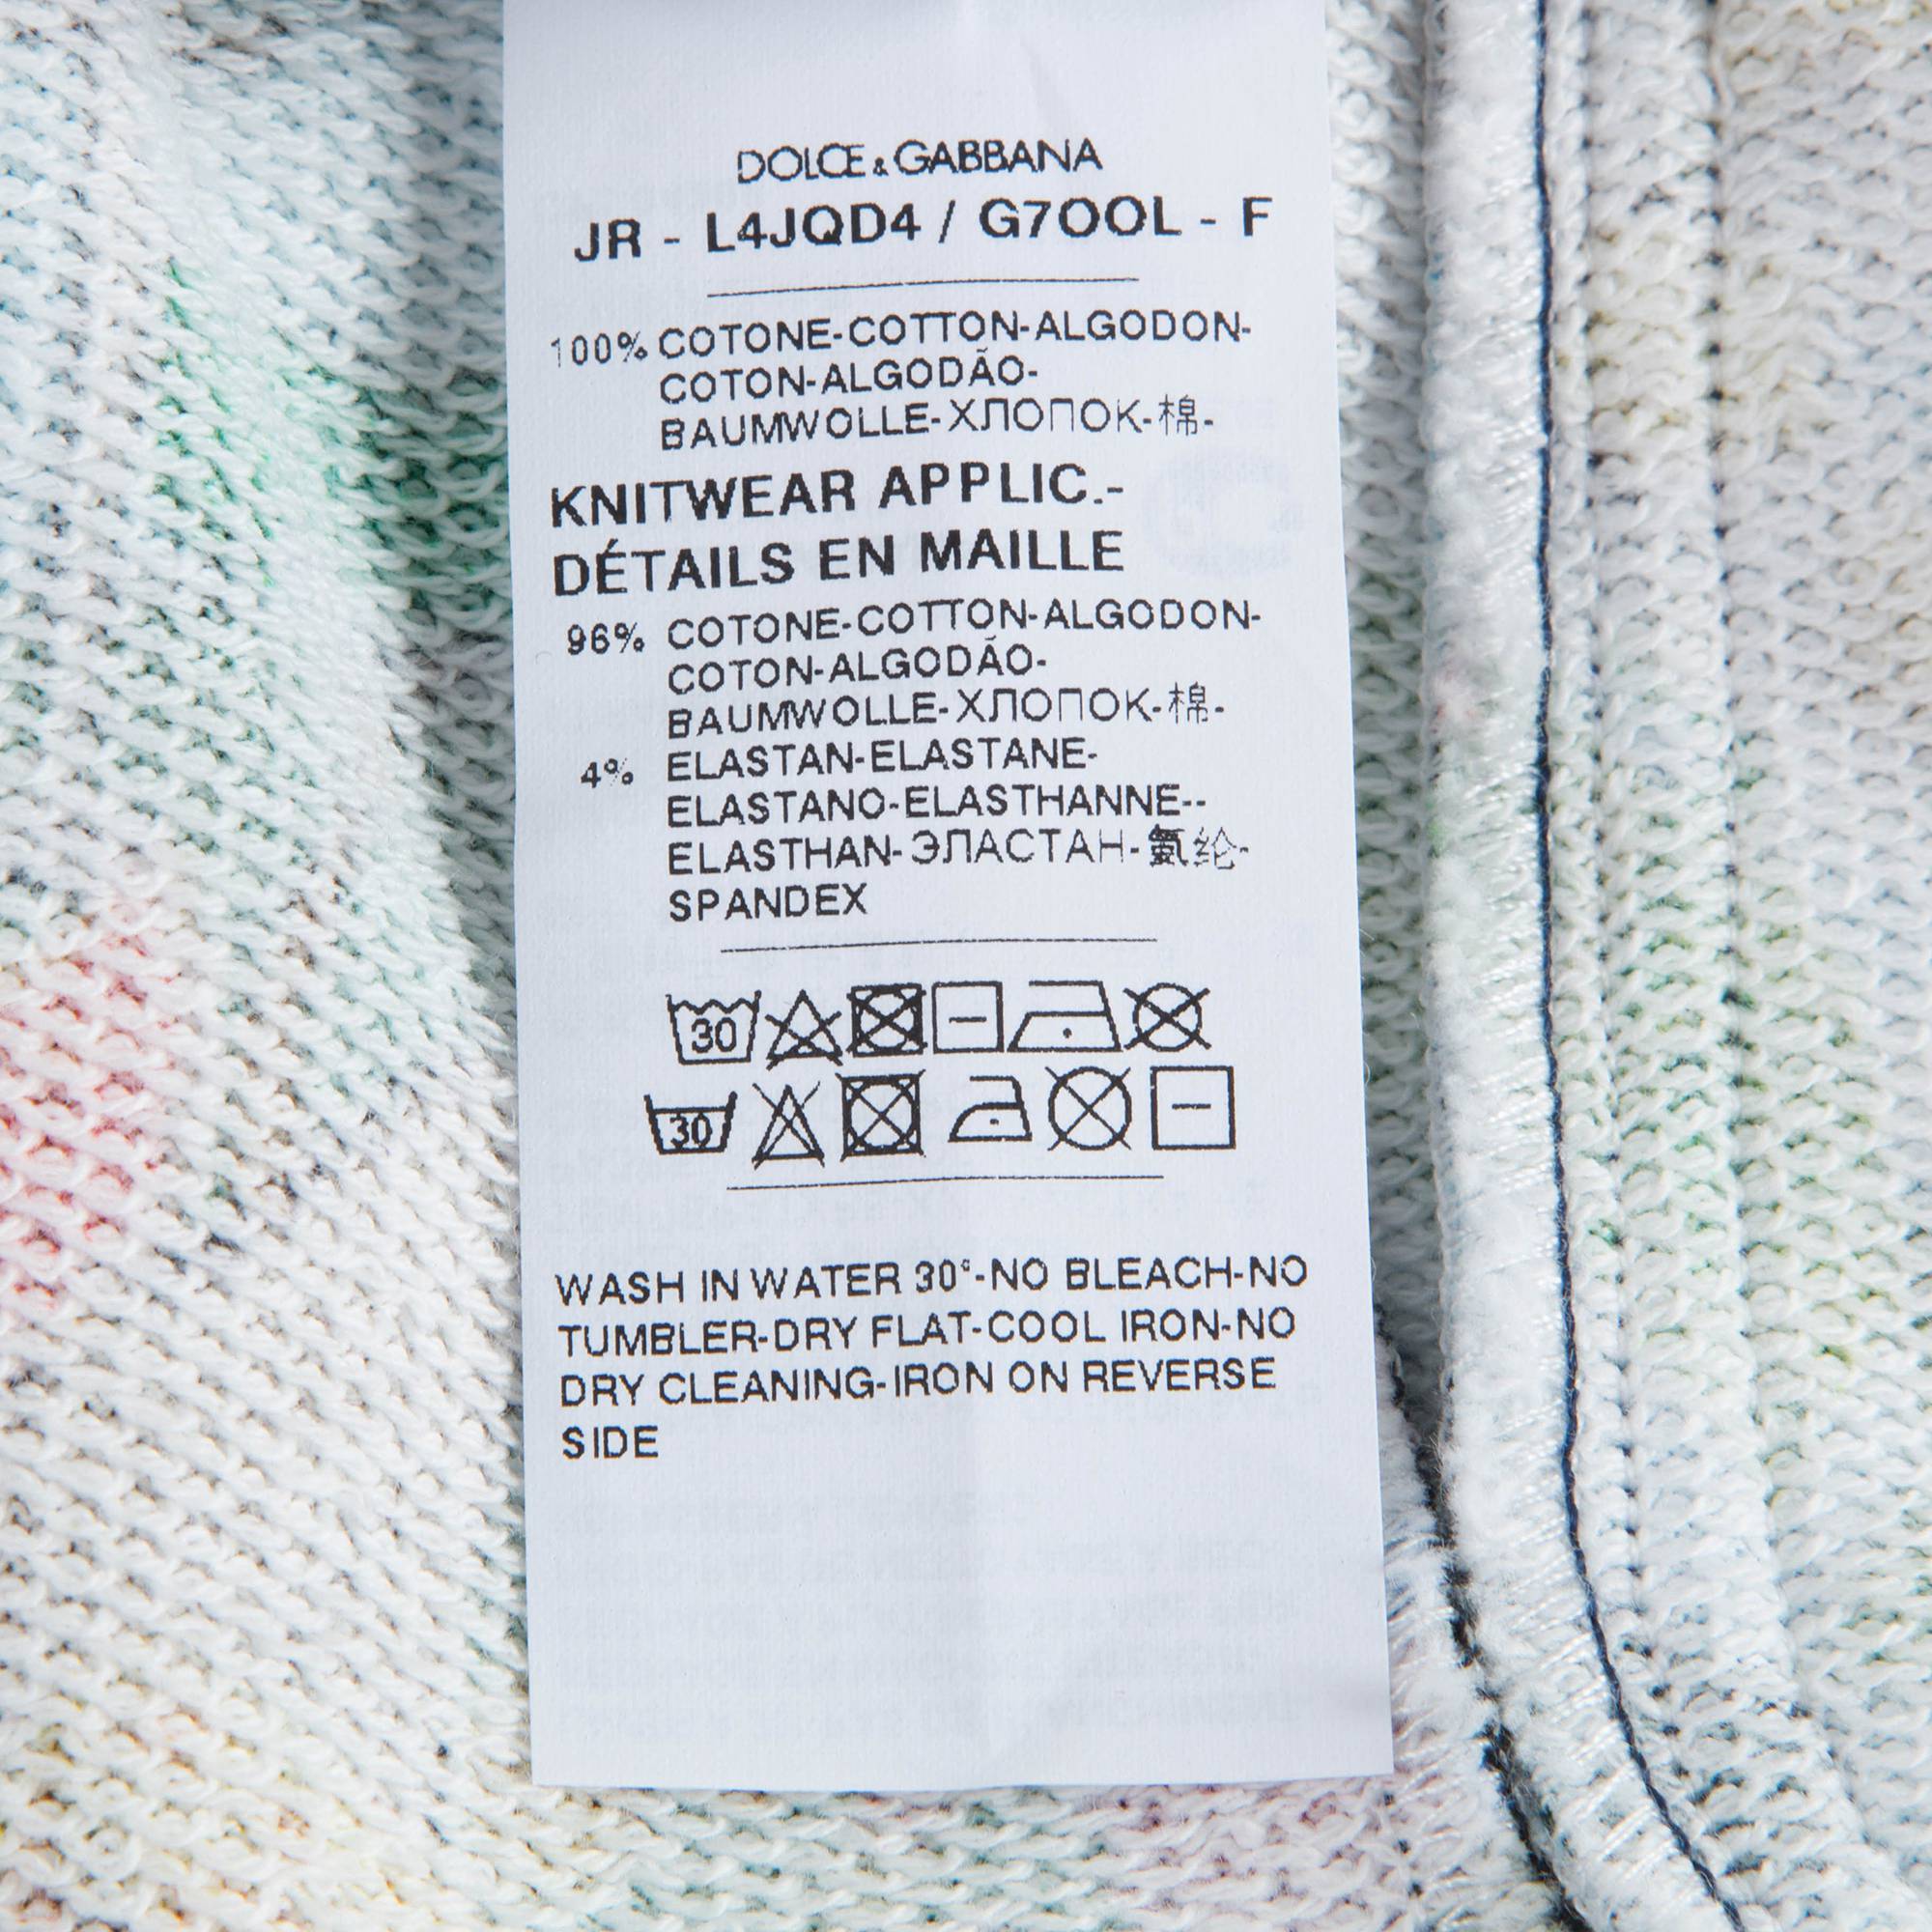 DOLCE & GABBANA
JR - L4JQD4 / G7OOL - F
100% COTONE-COTTON-ALGODON-
COTON-ALGODÃO-
BAUMWOLLE-ХЛОПОК-棉-
KNITWEAR APPLIC.-
DÉTAILS EN MAILLE
96% COTONE-COTTON-ALGODON-
COTON-ALGODÃO-
BAUMWOLLE-ХЛОПОК-棉-
4% ELASTAN-ELASTANE-
ELASTANO-ELASTHANNE--
ELASTHAN-ЭЛАСТАН-氨纶-
SPANDEX
30
30
WASH IN WATER 30°-NO BLEACH-NO
TUMBLER-DRY FLAT-COOL IRON-NO
DRY CLEANING-IRON ON REVERSE
SIDE